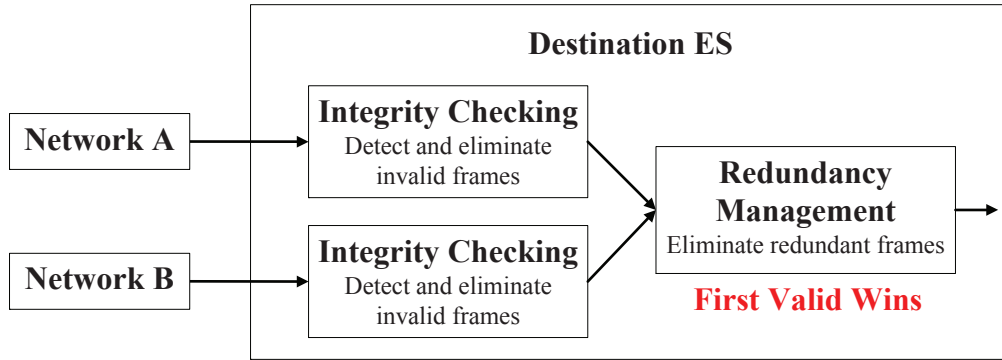 Destination ES
Network A
Integrity Checking
Detect and eliminate
invalid frames
Network B
Integrity Checking
Detect and eliminate
invalid frames
Redundancy
Management
Eliminate redundant frames
First Valid Wins